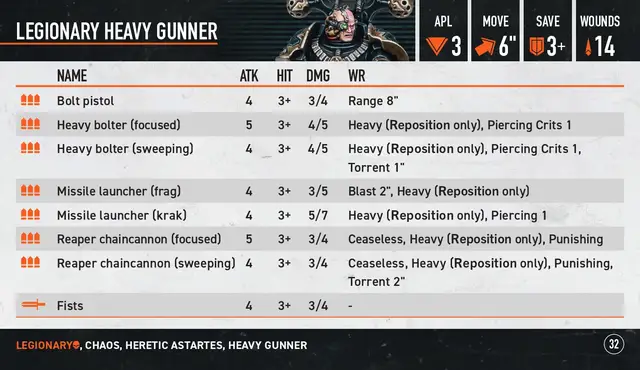 LEGIONARY HEAVY GUNNER
APL MOVE SAVE WOUNDS
3 6" 3+ 14
NAME ATK HIT DMG WR
Bolt pistol 4 3+ 3/4 Range 8"
Heavy bolter (focused) 5 3+ 4/5 Heavy (Reposition only), Piercing Crits 1
Heavy bolter (sweeping) 4 3+ 4/5 Heavy (Reposition only), Piercing Crits 1,
Torrent 1"
Missile launcher (frag) 4 3+ 3/5 Blast 2", Heavy (Reposition only)
Missile launcher (krak) 4 3+ 5/7 Heavy (Reposition only), Piercing 1
Reaper chaincannon (focused) 5 3+ 3/4 Ceaseless, Heavy (Reposition only), Punishing
Reaper chaincannon (sweeping) 4 3+ 3/4 Ceaseless, Heavy (Reposition only), Punishing,
Torrent 2"
Fists 4 3+ 3/4 -
LEGIONARY, CHAOS, HERETIC ASTARTES, HEAVY GUNNER
32